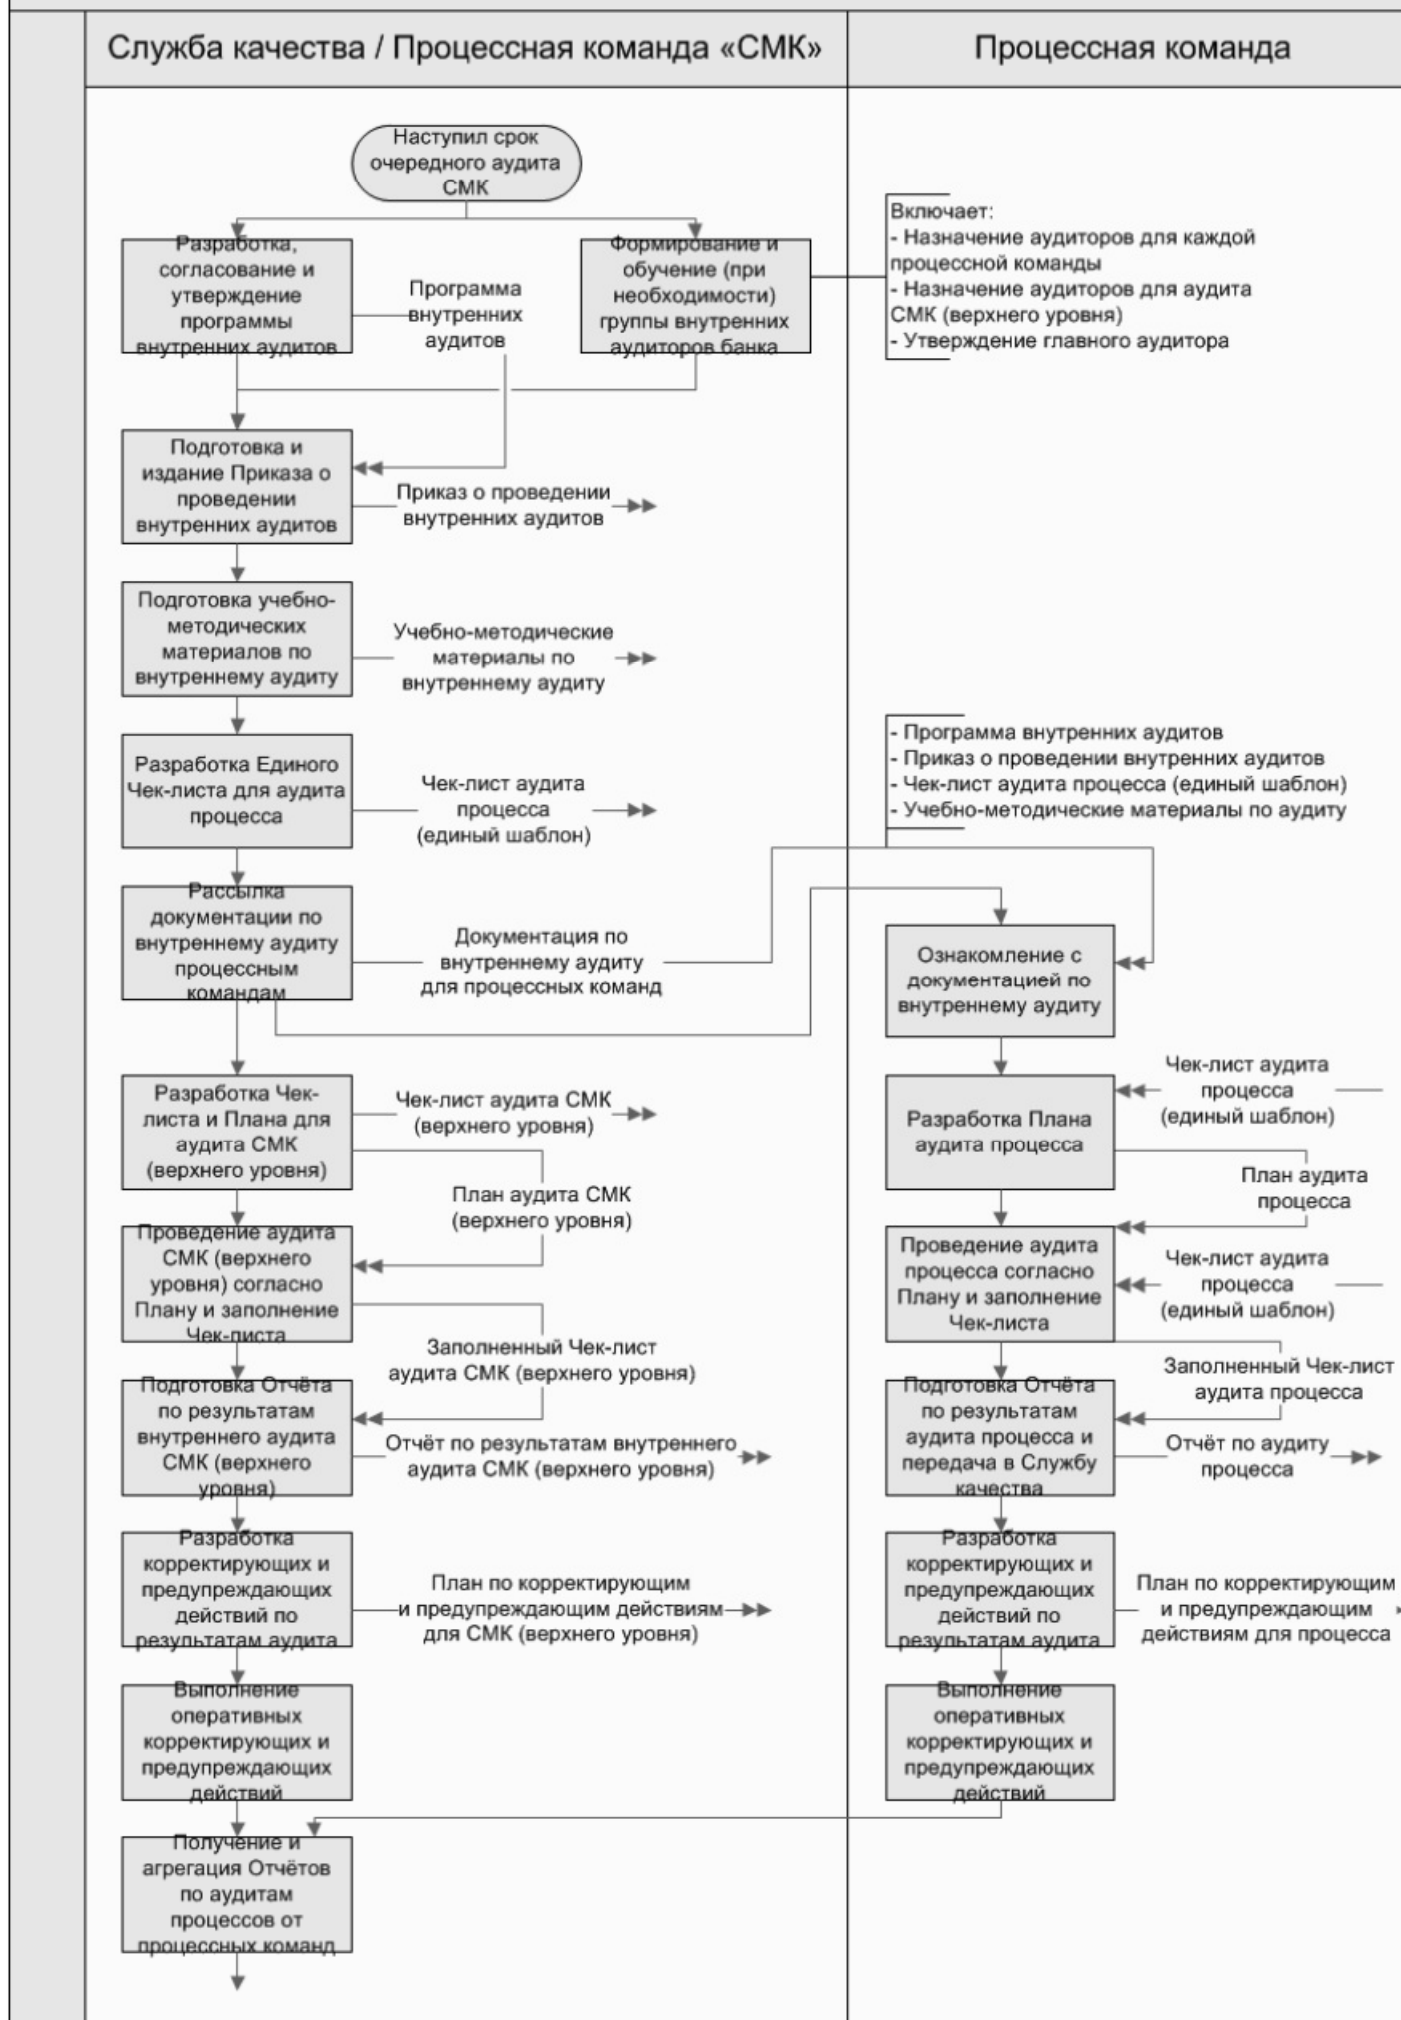 Служба качества / Процессная команда «СМК»
Процессная команда
Наступил срок
очередного аудита
СМК
Разработка,
согласование и
утверждение
программы
внутренних аудитов
Программа
внутренних
аудитов
Формирование и
обучение (при
необходимости)
группы внутренних
аудиторов банка
Включает:
- Назначение аудиторов для каждой
процессной команды
- Назначение аудиторов для аудита
СМК (верхнего уровня)
- Утверждение главного аудитора
Подготовка и
издание Приказа о
проведении
внутренних аудитов
Приказ о проведении
внутренних аудитов
Подготовка учебно-
методических
материалов по
внутреннему аудиту
Учебно-методические
материалы по
внутреннему аудиту
Разработка Единого
Чек-листа для аудита
процесса
Чек-лист аудита
процесса
(единый шаблон)
- Программа внутренних аудитов
- Приказ о проведении внутренних аудитов
- Чек-лист аудита процесса (единый шаблон)
- Учебно-методические материалы по аудиту
Рассылка
документации по
внутреннему аудиту
процессным
командам
Документация по
внутреннему аудиту
для процессных команд
Ознакомление с
документацией по
внутреннему аудиту
Разработка Чек-
листа и Плана для
аудита СМК
(верхнего уровня)
Чек-лист аудита СМК
(верхнего уровня)
План аудита СМК
(верхнего уровня)
Разработка Плана
аудита процесса
Чек-лист аудита
процесса
(единый шаблон)
План аудита
процесса
Проведение аудита
СМК (верхнего
уровня) согласно
Плану и заполнение
Чек-листа
Заполненный Чек-лист
аудита СМК (верхнего уровня)
Проведение аудита
процесса согласно
Плану и заполнение
Чек-листа
Чек-лист аудита
процесса
(единый шаблон)
Заполненный Чек-лист
аудита процесса
Подготовка Отчёта
по результатам
внутреннего аудита
СМК (верхнего
уровня)
Отчёт по результатам внутреннего
аудита СМК (верхнего уровня)
Подготовка Отчёта
по результатам
аудита процесса и
передача в Службу
качества
Отчёт по аудиту
процесса
Разработка
корректирующих и
предупреждающих
действий по
результатам аудита
План по корректирующим
и предупреждающим действиям
для СМК (верхнего уровня)
Разработка
корректирующих и
предупреждающих
действий по
результатам аудита
План по корректирующим
и предупреждающим
действиям для процесса
Выполнение
оперативных
корректирующих и
предупреждающих
действий
Выполнение
оперативных
корректирующих и
предупреждающих
действий
Получение и
агрегация Отчётов
по аудитам
процессов от
процессных команд